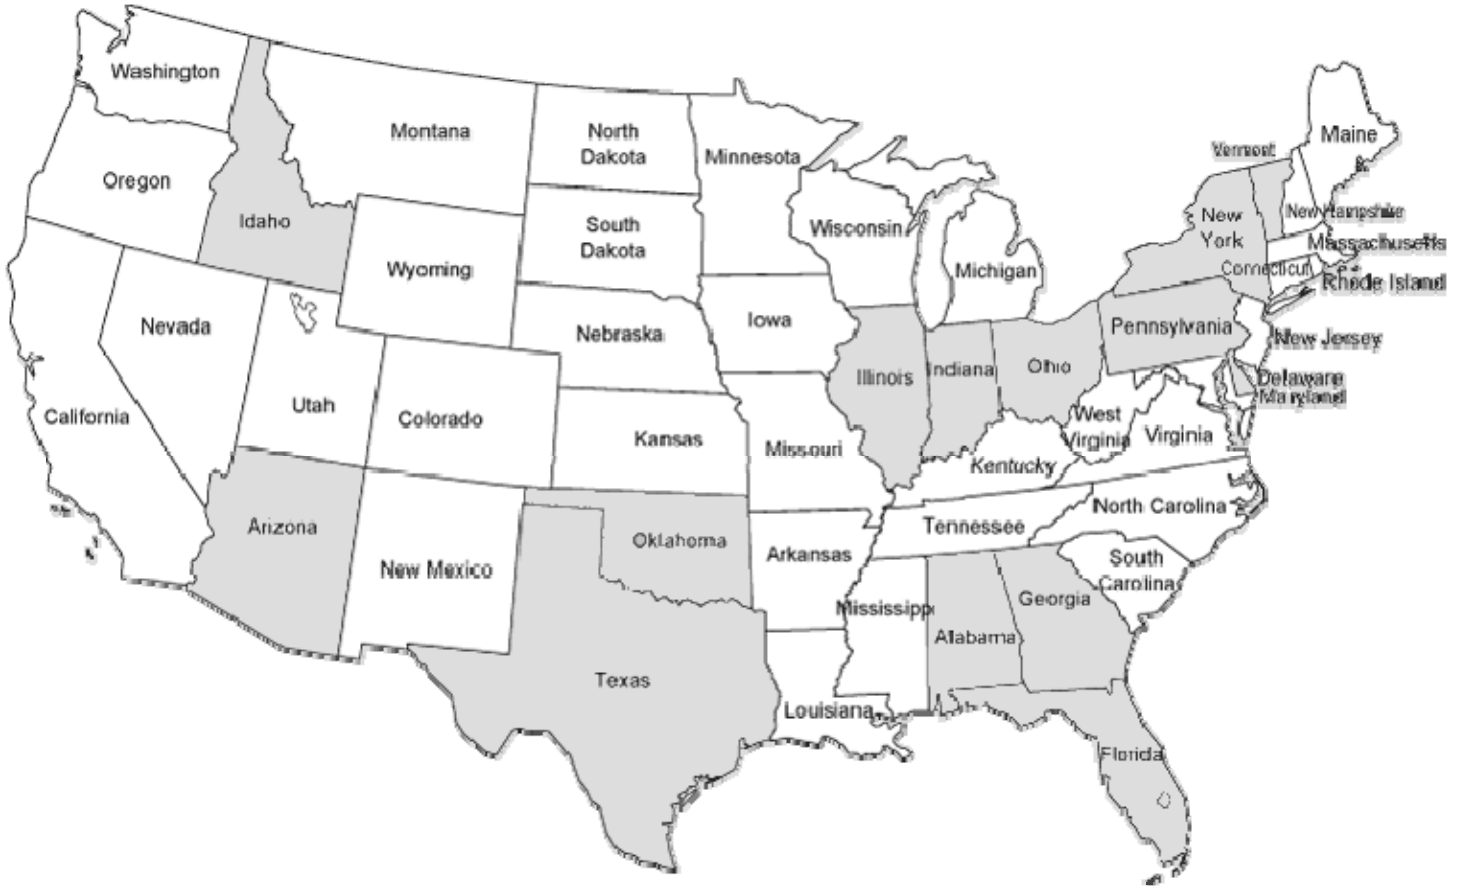 Washington
Montana
North
Dakota
Minnesota
Maine
Vermont
Oregon
Idaho
South
Dakota
Wisconsin
Michigan
New
York
New Hampshire
Massachusetts
Connecticut
Rhode Island
Wyoming
Nevada
Nebraska
Iowa
Pennsylvania
New Jersey
Illinois
Indiana
Ohio
Delaware
Maryland
California
Utah
Colorado
Kansas
Missouri
West
Virginia
Virginia
Kentucky
Arizona
New Mexico
Oklahoma
Arkansas
Tennessee
North Carolina
South
Carolina
Mississippi
Alabama
Georgia
Texas
Louisiana
Florida